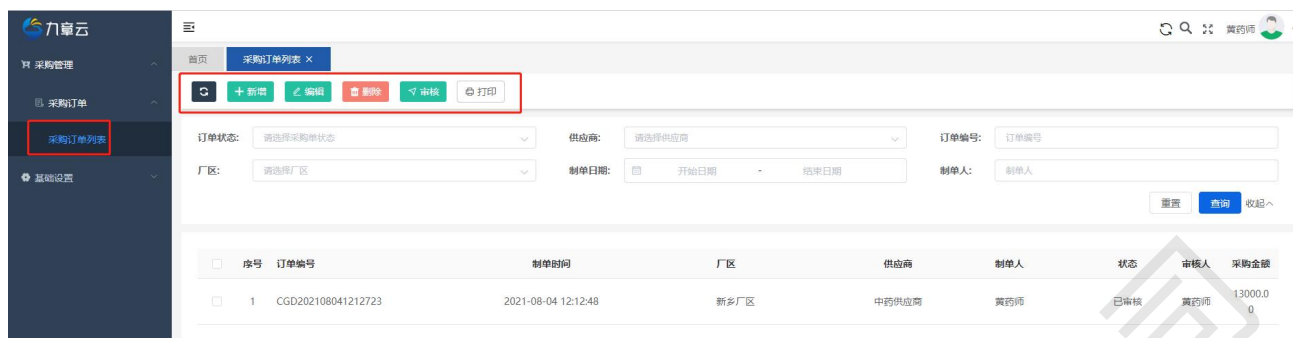 力章云
黄药师
采购管理
首页 采购订单列表 ×
新增 编辑 删除 审核 打印
采购订单
采购订单列表
订单状态: 请选择采购单状态 供应商: 请选择供应商 订单编号: 订单编号
基础设置
厂区: 请选择厂区 制单日期: 开始日期 - 结束日期 制单人: 制单人
重置 查询 收起
序号 订单编号 制单时间 厂区 供应商 制单人 状态 审核人 采购金额
1 CGD202108041212723 2021-08-04 12:12:48 新乡厂区 中药供应商 黄药师 已审核 黄药师 13000.0
0